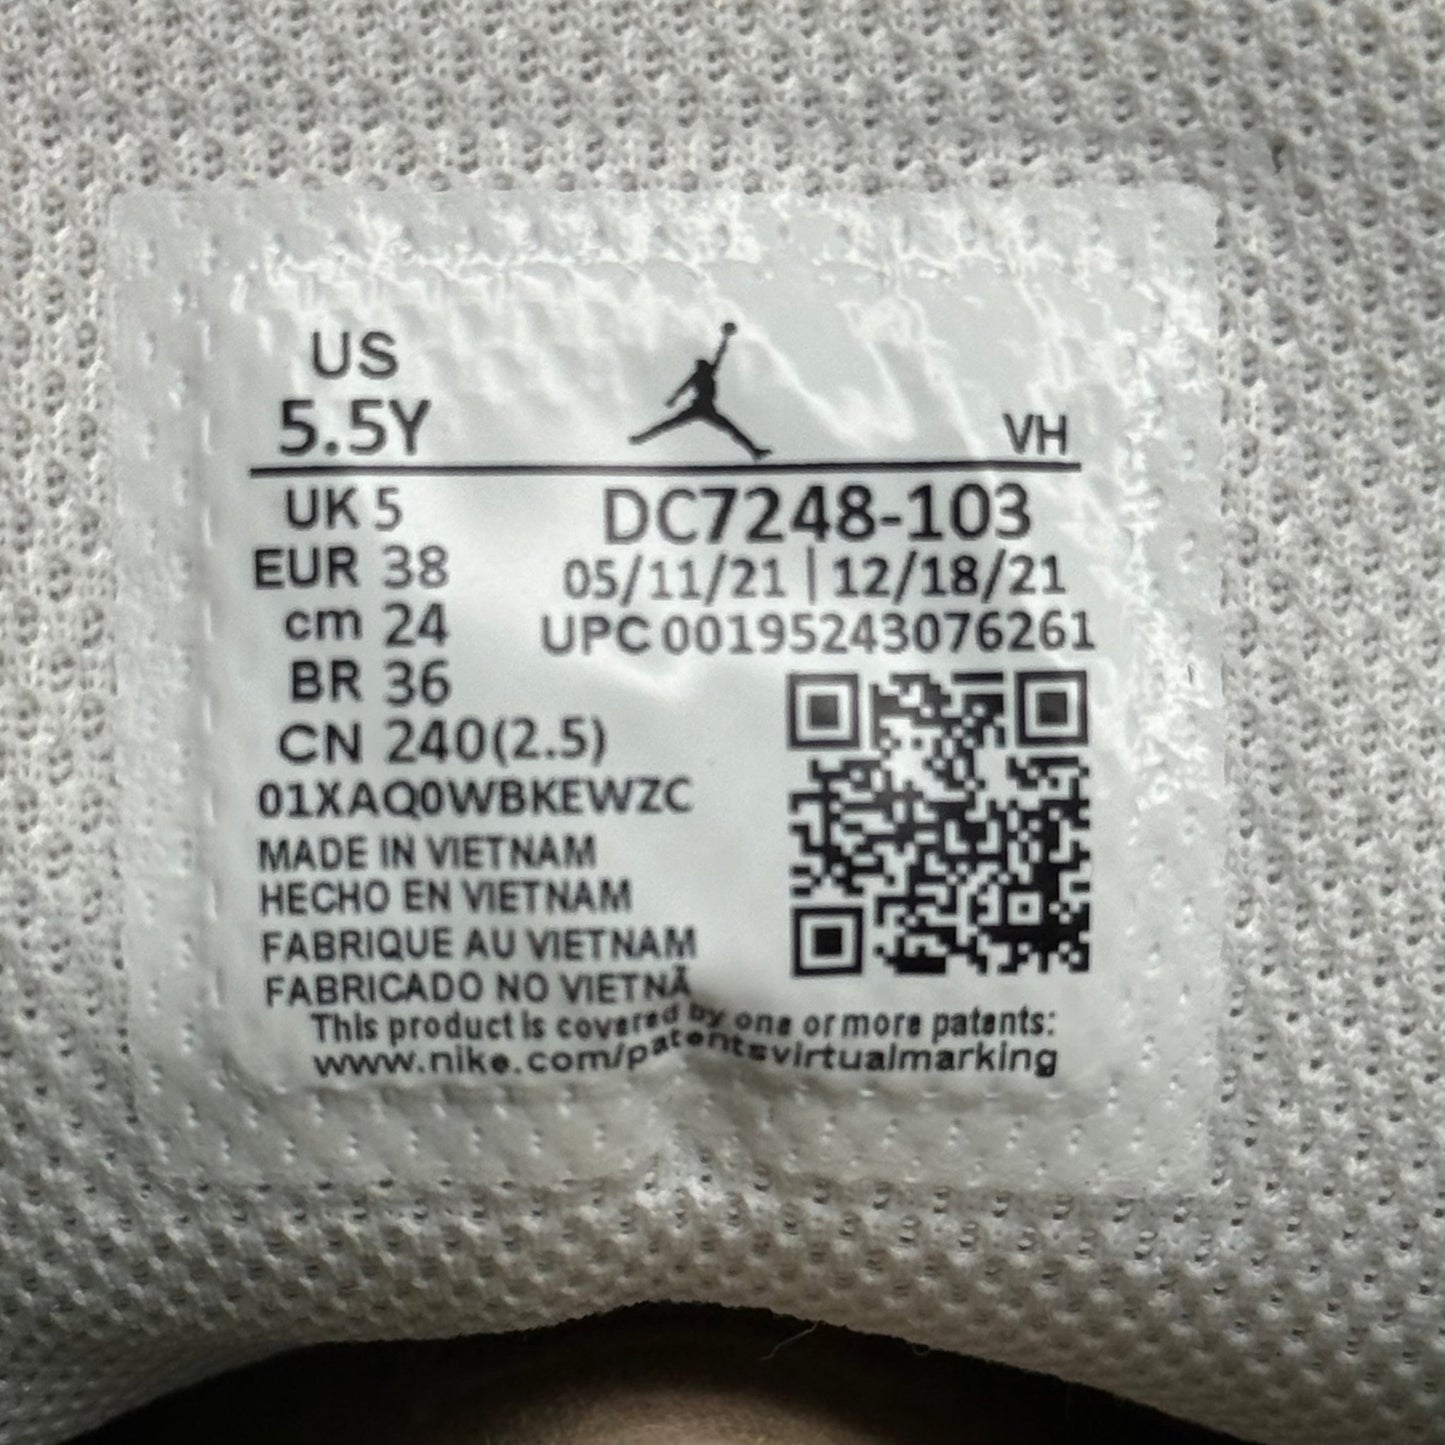 US
5.5Y
VH
UK 5
DC7248-103
EUR 38
05/11/21 | 12/18/21
cm 24
UPC 00195243076261
BR 36
CN 240(2.5)
01XAQ0WBKEWZC
MADE IN VIETNAM
HECHO EN VIETNAM
FABRIQUE AU VIETNAM
FABRICADO NO VIETNÃ
This product is covered by one or more patents:
www.nike.com/patentsvirtualmarking